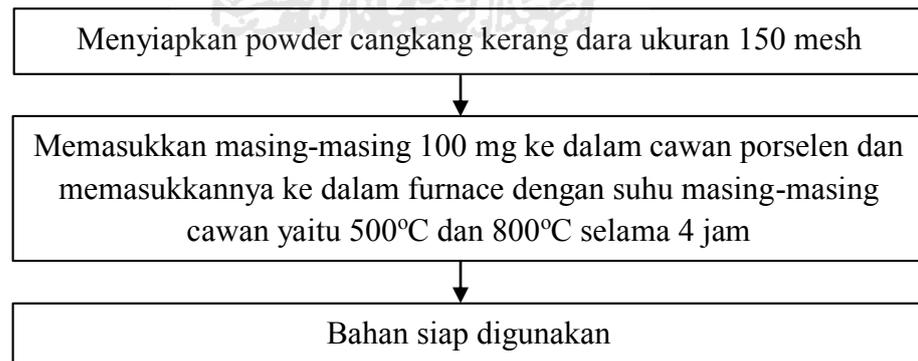 Menyiapkan powder cangkang kerang dara ukuran 150 mesh
Memasukkan masing-masing 100 mg ke dalam cawan porselen dan
memasukkannya ke dalam furnace dengan suhu masing-masing
cawan yaitu 500ºC dan 800ºC selama 4 jam
Bahan siap digunakan